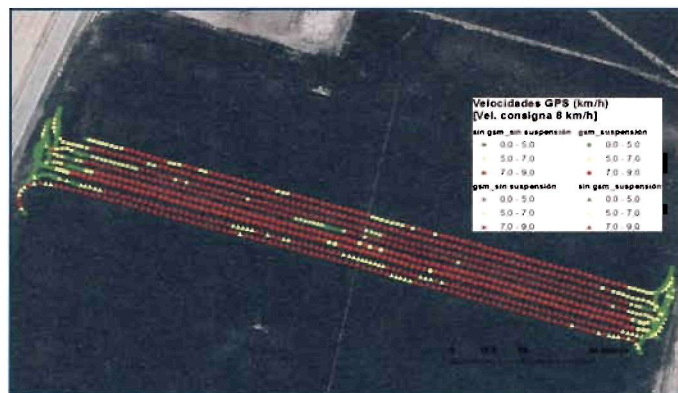 Velocidades GPS (km/h)
[Vel. consigna 8 km/h]
sin gsm_sin suspensión gsm_suspensión
0.0 - 5.0 0.0 - 5.0
5.0 - 7.0 5.0 - 7.0
7.0 - 9.0 7.0 - 9.0
gsm_sin suspensión sin gsm_suspensión
0.0 - 5.0 0.0 - 5.0
5.0 - 7.0 5.0 - 7.0
7.0 - 9.0 7.0 - 9.0